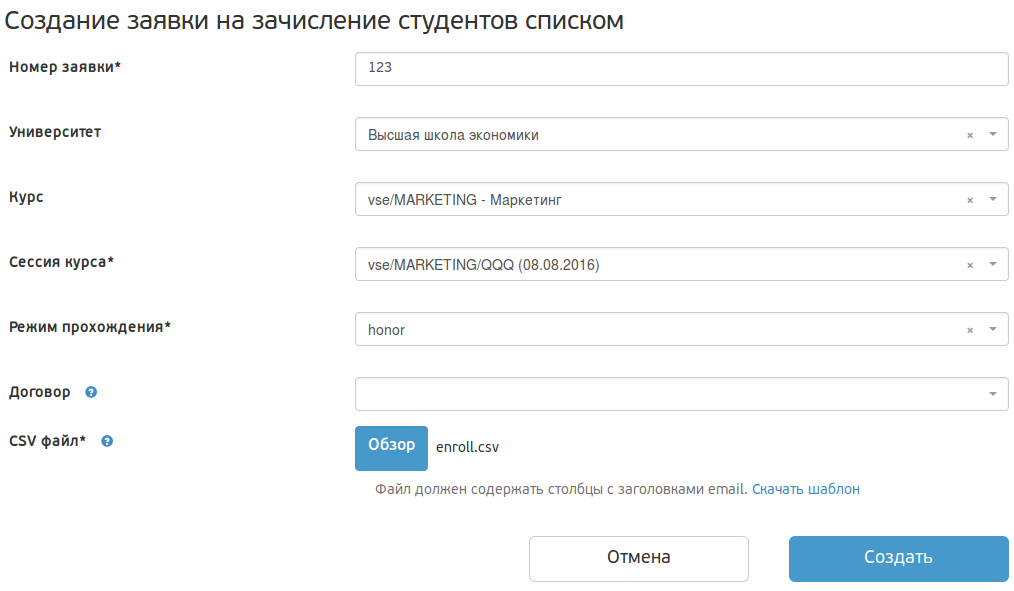 Создание заявки на зачисление студентов списком
Номер заявки*
123
Университет
Высшая школа экономики
Курс
vse/MARKETING - Маркетинг
Сессия курса*
vse/MARKETING/QQQ (08.08.2016)
Режим прохождения*
honor
Договор
CSV файл*
Обзор enroll.csv
Файл должен содержать столбцы с заголовками email. Скачать шаблон
Отмена
Создать